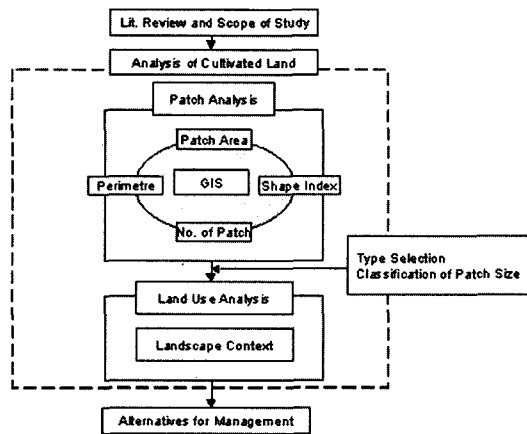 Lit. Review and Scope of Study
Analysis of Cultivated Land
Patch Analysis
Patch Area
Perimetre
GIS
Shape Index
No. of Patch
Type Selection
Classification of Patch Size
Land Use Analysis
Landscape Context
Alternatives for Management